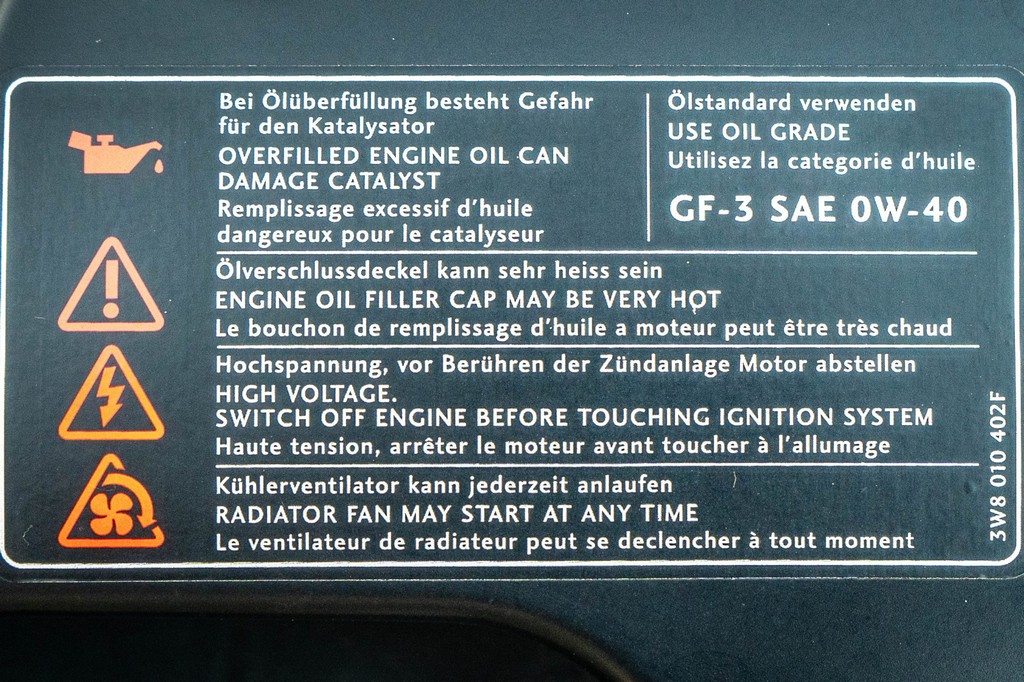 Bei Ölüberfüllung besteht Gefahr
für den Katalysator
OVERFILLED ENGINE OIL CAN
DAMAGE CATALYST
Remplissage excessif d'huile
dangereux pour le catalyseur
Ölstandard verwenden
USE OIL GRADE
Utilisez la categorie d'huile
GF-3 SAE 0W-40
Ölverschlussdeckel kann sehr heiss sein
ENGINE OIL FILLER CAP MAY BE VERY HOT
Le bouchon de remplissage d'huile a moteur peut être très chaud
Hochspannung, vor Berühren der Zündanlage Motor abstellen
HIGH VOLTAGE.
SWITCH OFF ENGINE BEFORE TOUCHING IGNITION SYSTEM
Haute tension, arrêter le moteur avant toucher à l'allumage
Kühlerventilator kann jederzeit anlaufen
RADIATOR FAN MAY START AT ANY TIME
Le ventilateur de radiateur peut se declencher à tout moment
3W8 010 402F